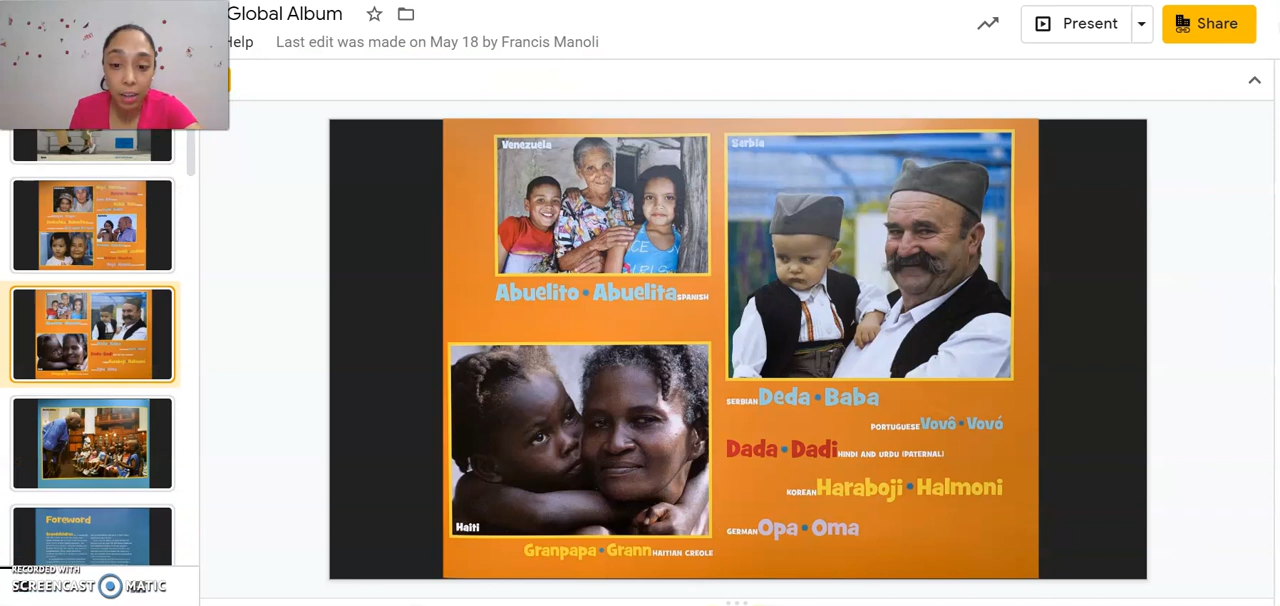 Global Album
Help Last edit was made on May 18 by Francis Manoli
Present
Share
Venezuela
Serbia
Abuelito • Abuelita SPANISH
SERBIAN Deda • Baba
PORTUGUESE Vovô • Vovó
Dada • Dadi HINDI AND URDU (PATERNAL)
KOREAN Haraboji • Halmoni
GERMAN Opa • Oma
Haiti
Granpapa • Grann HAITIAN CREOLE
Foreword
RECORDED WITH
SCREENCAST MATIC